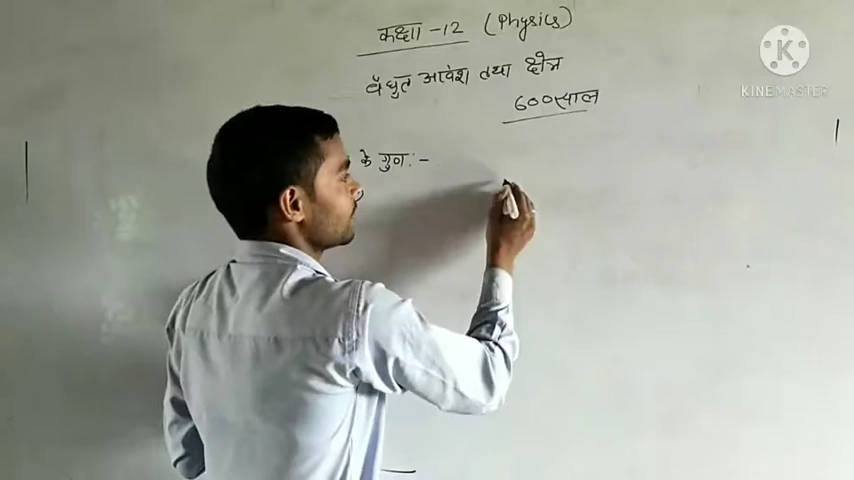 कक्षा -12 (Physics)
वैधुत आवेश तथा क्षेत्र
600साल
के गुण:-
KINEMASTER